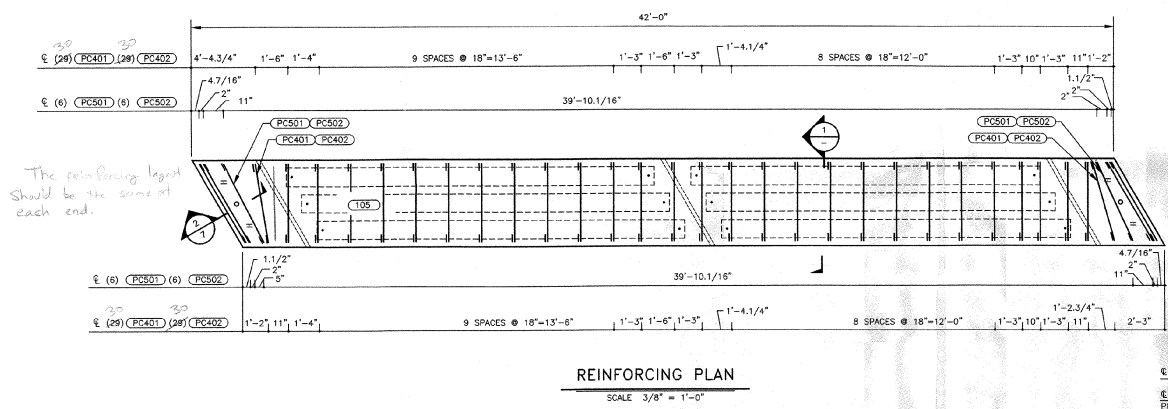 42'-0"
30 30
℄ (29) PC401 (29) PC402 4'-4.3/4" 1'-6" 1'-4" 9 SPACES @ 18"=13'-6" 1'-3" 1'-6" 1'-3" 1'-4.1/4" 8 SPACES @ 18"=12'-0" 1'-3" 10" 1'-3" 11" 1'-2"
4.7/16" 1.1/2"
2" 2"
℄ (6) PC501 (6) PC502 11" 39'-10.1/16"
PC501 PC502 1 PC501 PC502
PC401 PC402 – PC401 PC402
The reinforcing layout
Should be the same at
each end.
105
2
7
1.1/2" 4.7/16"
2" 2"
℄ (6) PC501 (6) PC502 5" 39'-10.1/16" 11"
30 30
℄ (29) PC401 (29) PC402 1'-2" 11" 1'-4" 9 SPACES @ 18"=13'-6" 1'-3" 1'-6" 1'-3" 1'-4.1/4" 8 SPACES @ 18"=12'-0" 1'-3" 10" 1'-3" 11" 1'-2.3/4" 2'-3"
REINFORCING PLAN
SCALE 3/8" = 1'-0"
℄
℄